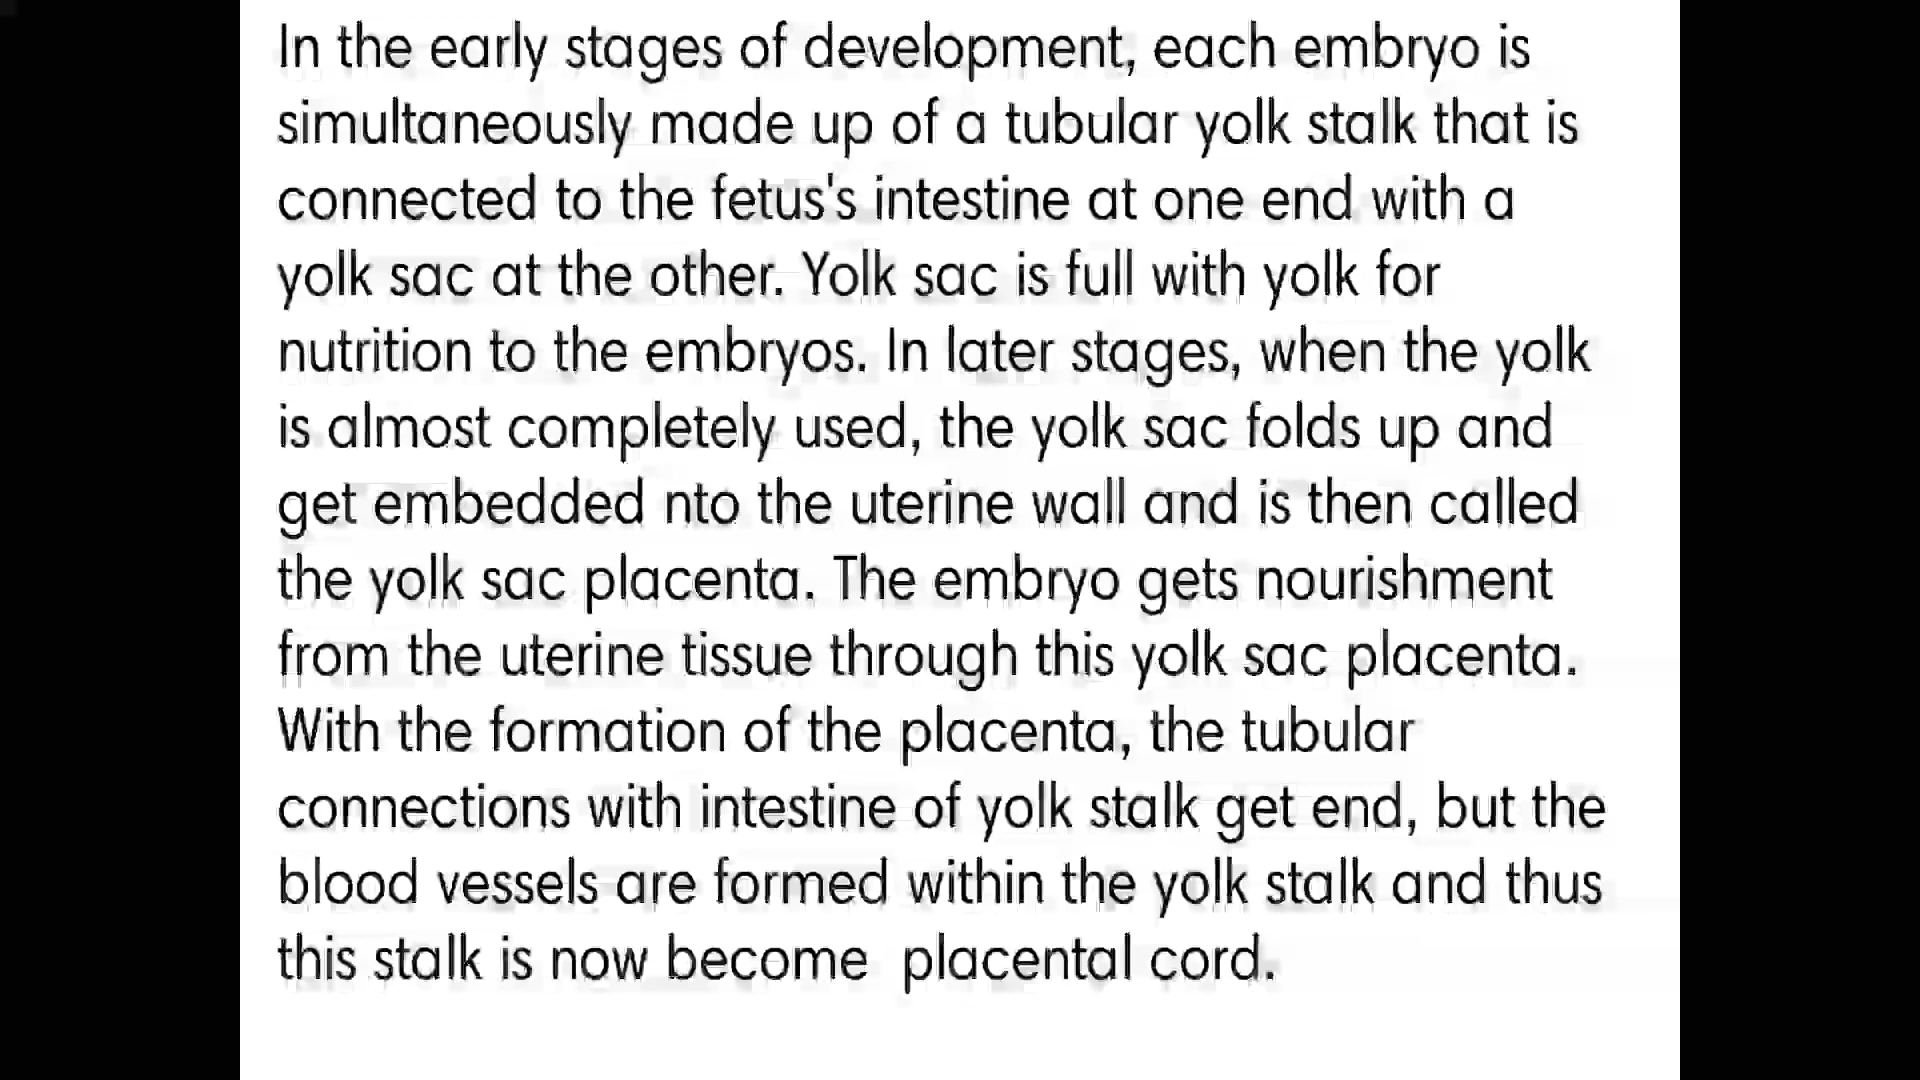 In the early stages of development, each embryo is
simultaneously made up of a tubular yolk stalk that is
connected to the fetus's intestine at one end with a
yolk sac at the other. Yolk sac is full with yolk for
nutrition to the embryos. In later stages, when the yolk
is almost completely used, the yolk sac folds up and
get embedded nto the uterine wall and is then called
the yolk sac placenta. The embryo gets nourishment
from the uterine tissue through this yolk sac placenta.
With the formation of the placenta, the tubular
connections with intestine of yolk stalk get end, but the
blood vessels are formed within the yolk stalk and thus
this stalk is now become  placental cord.